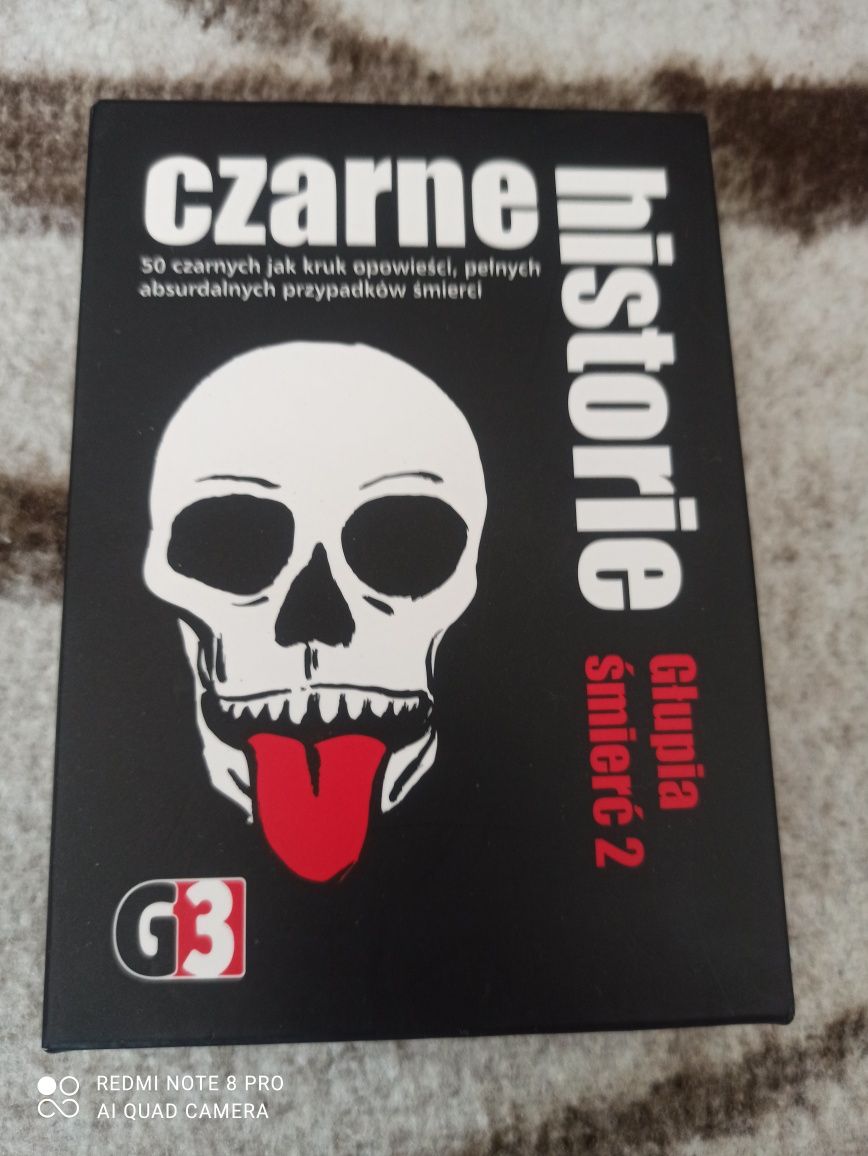 czarne
historie
50 czarnych jak kruk opowieści, pełnych
absurdalnych przypadków śmierci
Głupia
śmierć 2
G3
REDMI NOTE 8 PRO
AI QUAD CAMERA